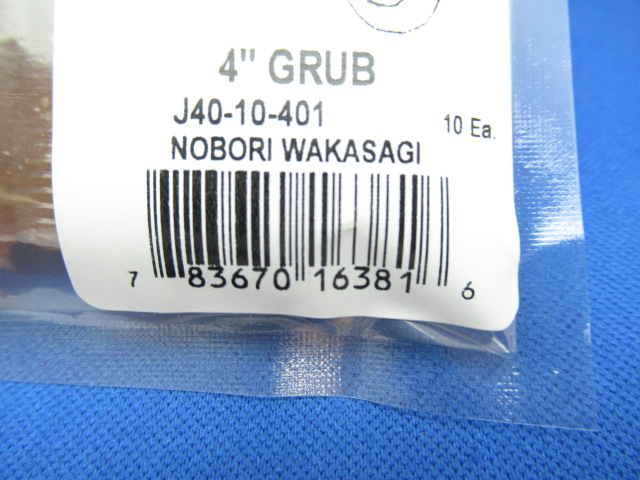 4" GRUB
J40-10-401
10 Ea.
NOBORI WAKASAGI
7 83670 16381 6